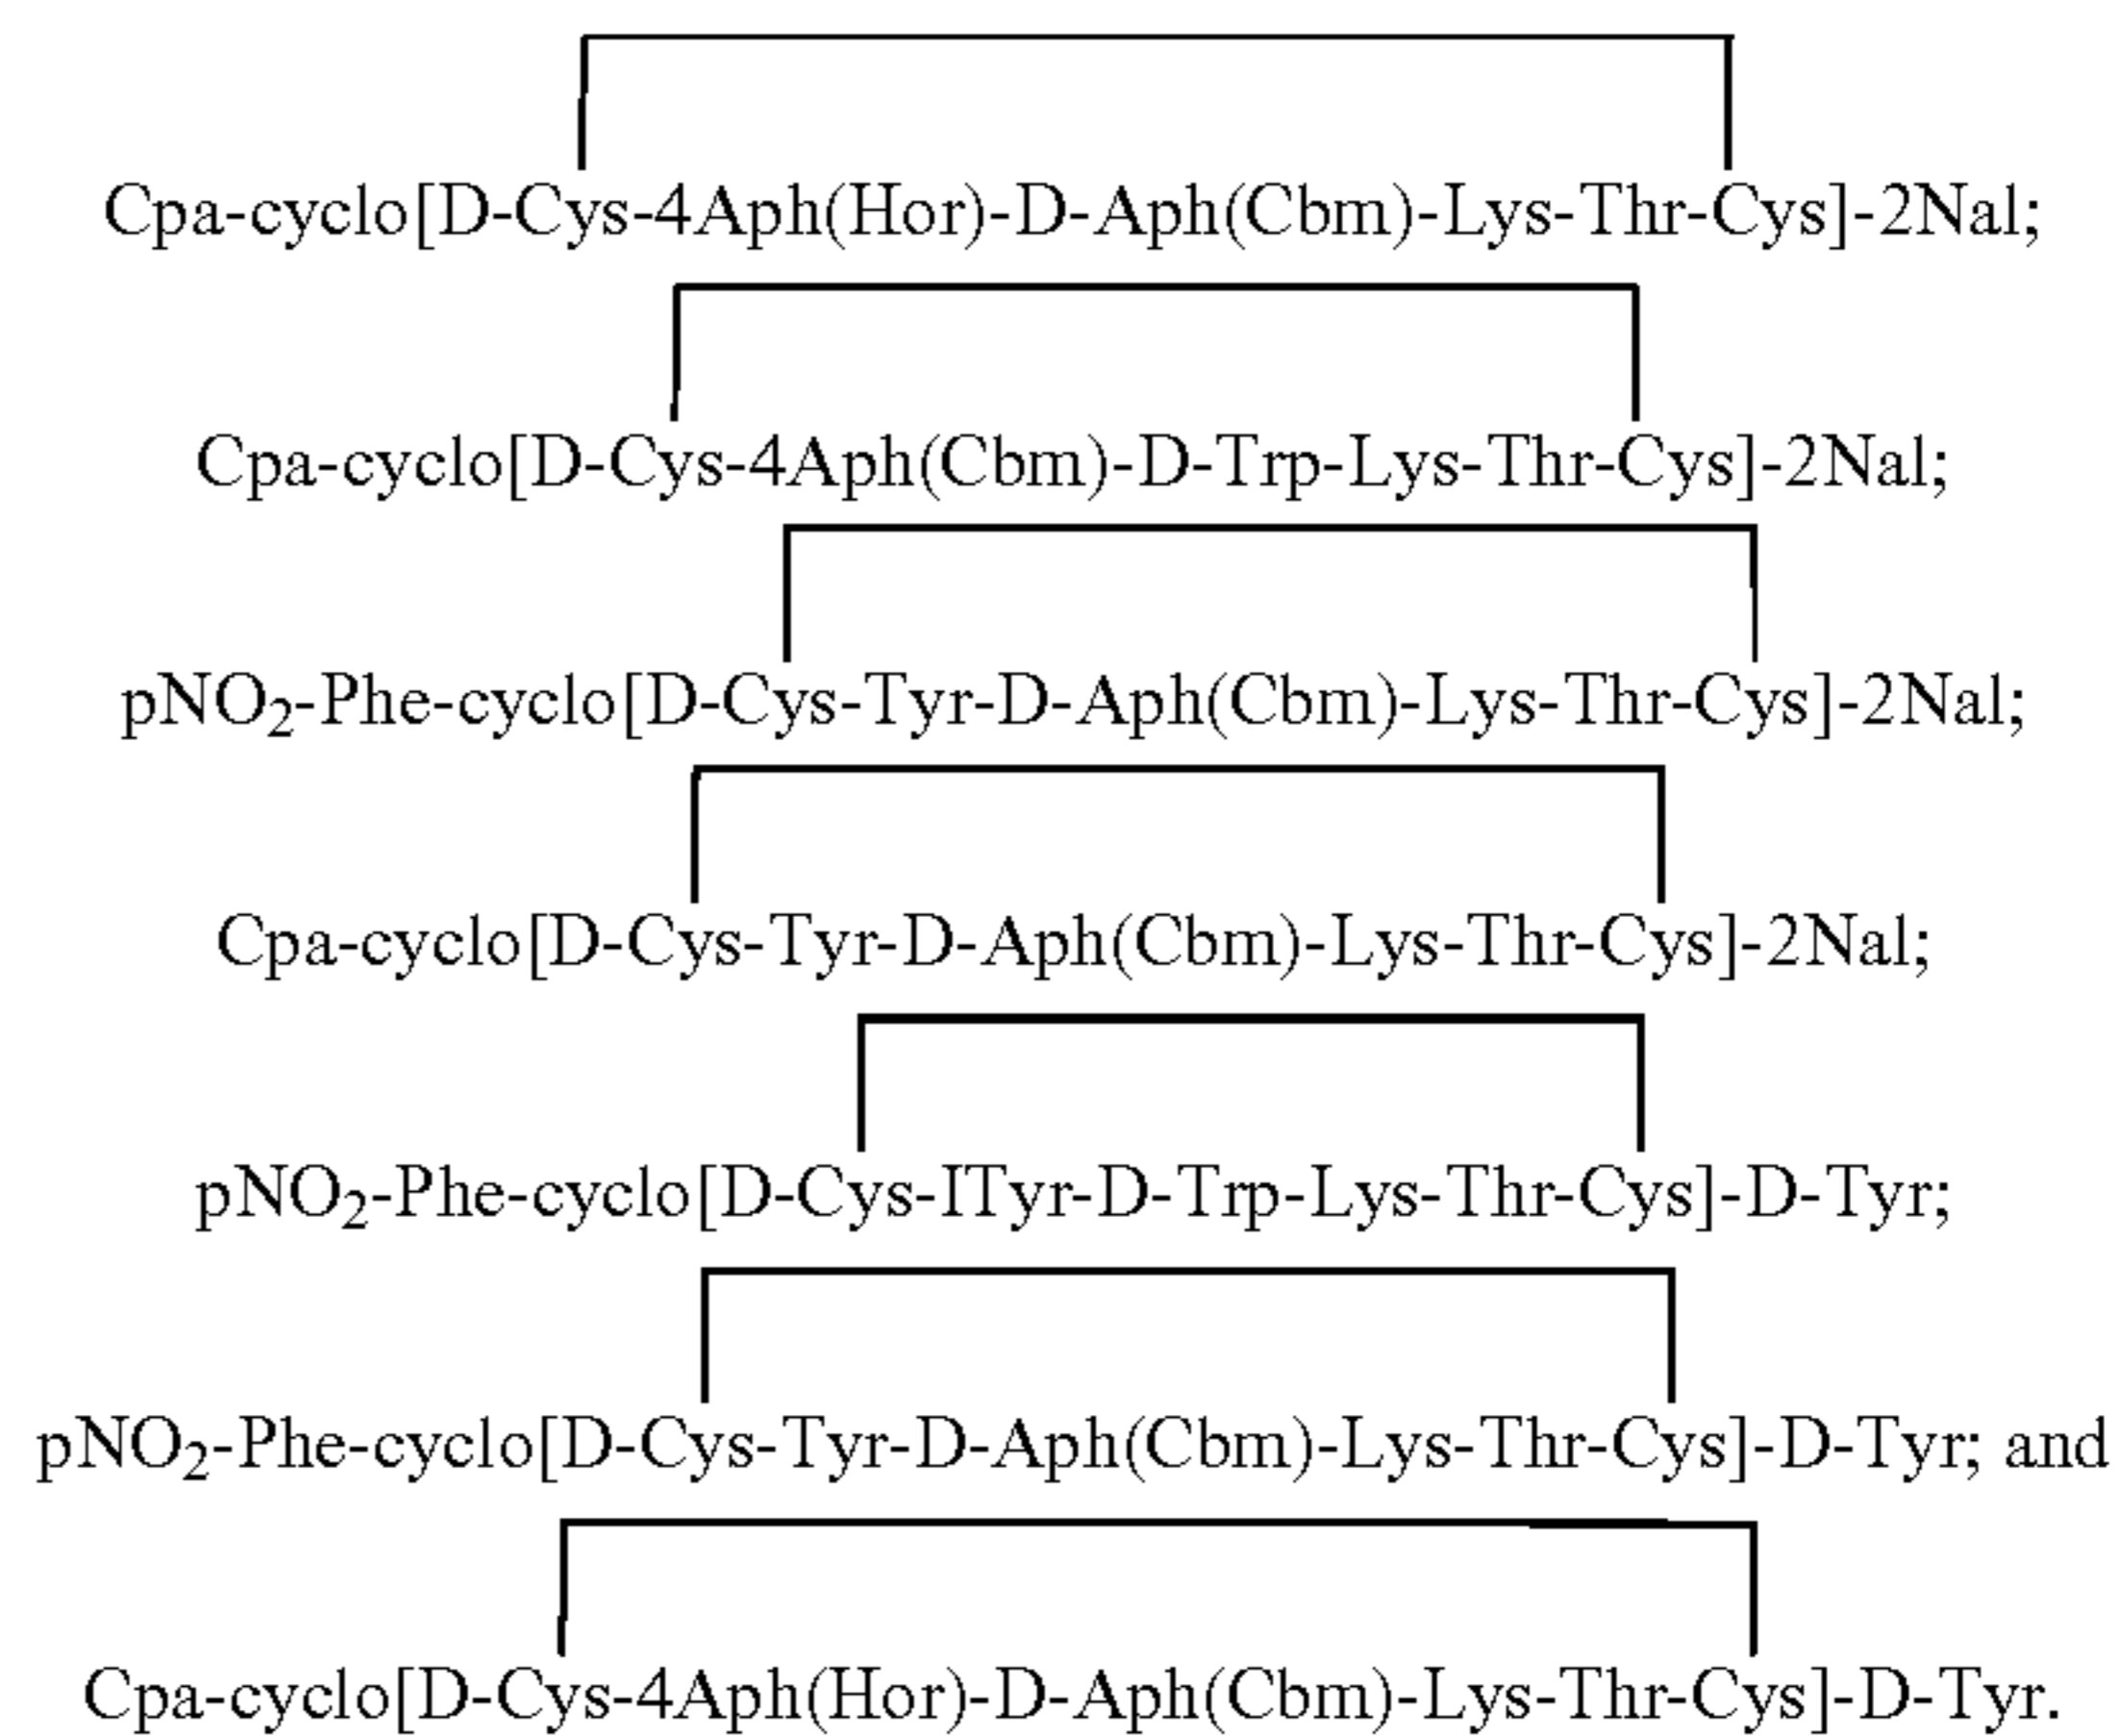 Cpa-cyclo[D-Cys-4Aph(Hor)-D-Aph(Cbm)-Lys-Thr-Cys]-2Nal;
Cpa-cyclo[D-Cys-4Aph(Cbm)-D-Trp-Lys-Thr-Cys]-2Nal;
pNO₂-Phe-cyclo[D-Cys-Tyr-D-Aph(Cbm)-Lys-Thr-Cys]-2Nal;
Cpa-cyclo[D-Cys-Tyr-D-Aph(Cbm)-Lys-Thr-Cys]-2Nal;
pNO₂-Phe-cyclo[D-Cys-ITyr-D-Trp-Lys-Thr-Cys]-D-Tyr;
pNO₂-Phe-cyclo[D-Cys-Tyr-D-Aph(Cbm)-Lys-Thr-Cys]-D-Tyr; and
Cpa-cyclo[D-Cys-4Aph(Hor)-D-Aph(Cbm)-Lys-Thr-Cys]-D-Tyr.